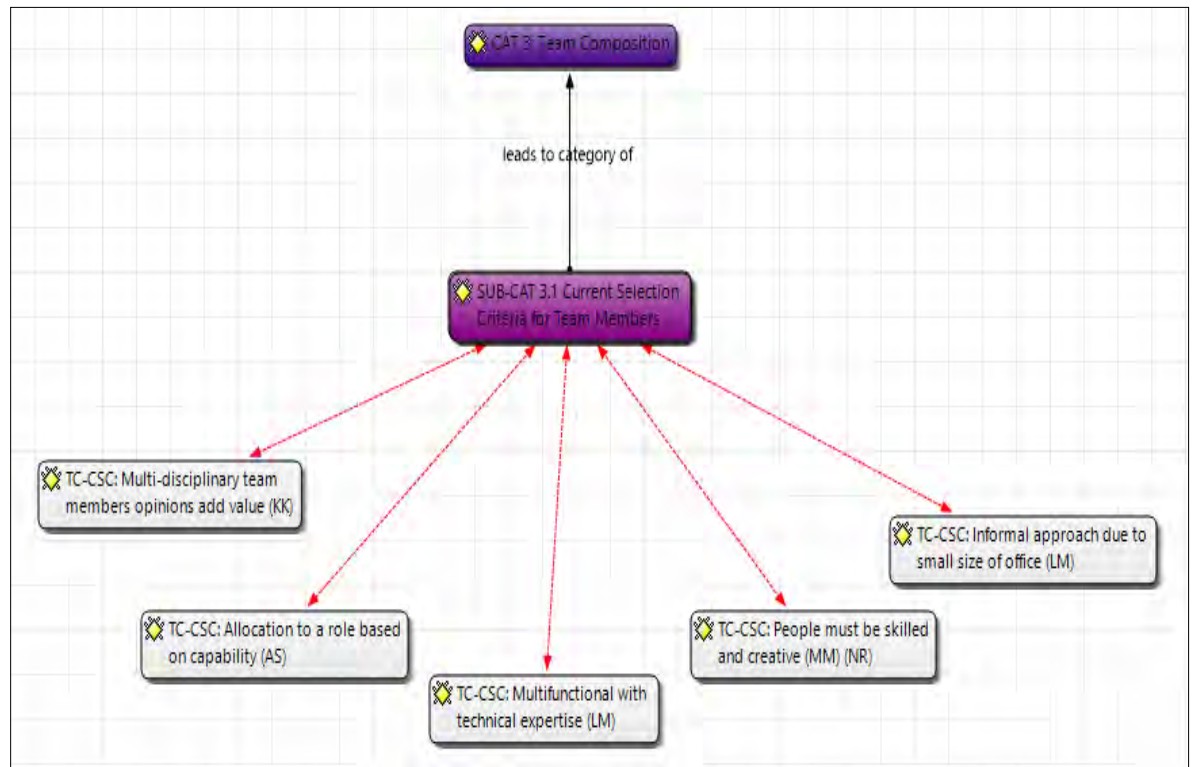 CAT 3: Team Composition
leads to category of
SUB-CAT 3.1 Current Selection
Criteria for Team Members
TC-CSC: Multi-disciplinary team
members opinions add value (KK)
TC-CSC: Informal approach due to
small size of office (LM)
TC-CSC: Allocation to a role based
on capability (AS)
TC-CSC: People must be skilled
and creative (MM) (NR)
TC-CSC: Multifunctional with
technical expertise (LM)